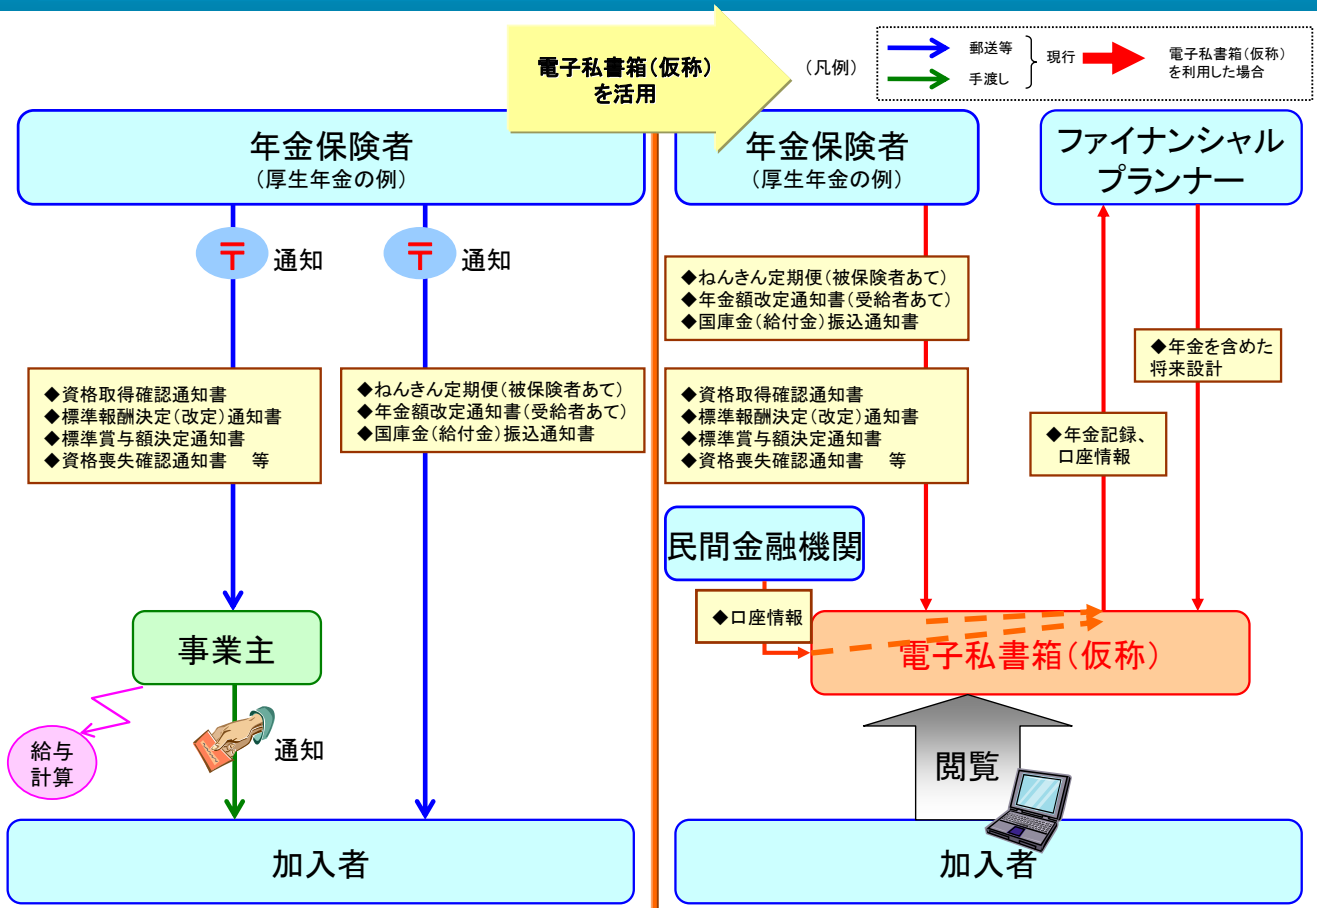 電子私書箱(仮称)
を活用
(凡例)
郵送等
手渡し
現行
電子私書箱(仮称)
を利用した場合
年金保険者
(厚生年金の例)
〒
通知
〒
通知
◆資格取得確認通知書
◆標準報酬決定(改定)通知書
◆標準賞与額決定通知書
◆資格喪失確認通知書 等
◆ねんきん定期便(被保険者あて)
◆年金額改定通知書(受給者あて)
◆国庫金(給付金)振込通知書
事業主
給与
計算
通知
加入者
年金保険者
(厚生年金の例)
ファイナンシャル
プランナー
◆ねんきん定期便(被保険者あて)
◆年金額改定通知書(受給者あて)
◆国庫金(給付金)振込通知書
◆資格取得確認通知書
◆標準報酬決定(改定)通知書
◆標準賞与額決定通知書
◆資格喪失確認通知書 等
◆年金を含めた
将来設計
◆年金記録、
口座情報
民間金融機関
◆口座情報
電子私書箱(仮称)
閲覧
加入者